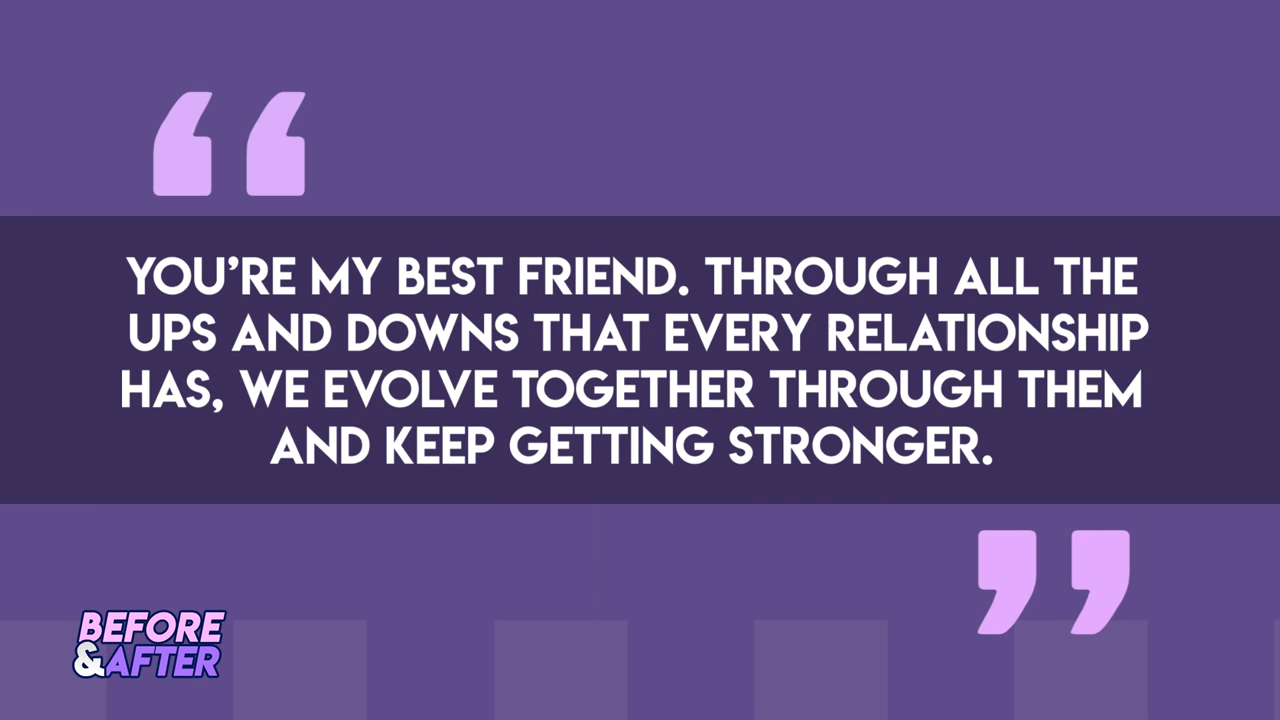 YOU'RE MY BEST FRIEND. THROUGH ALL THE
UPS AND DOWNS THAT EVERY RELATIONSHIP
HAS, WE EVOLVE TOGETHER THROUGH THEM
AND KEEP GETTING STRONGER.
BEFORE
&AFTER